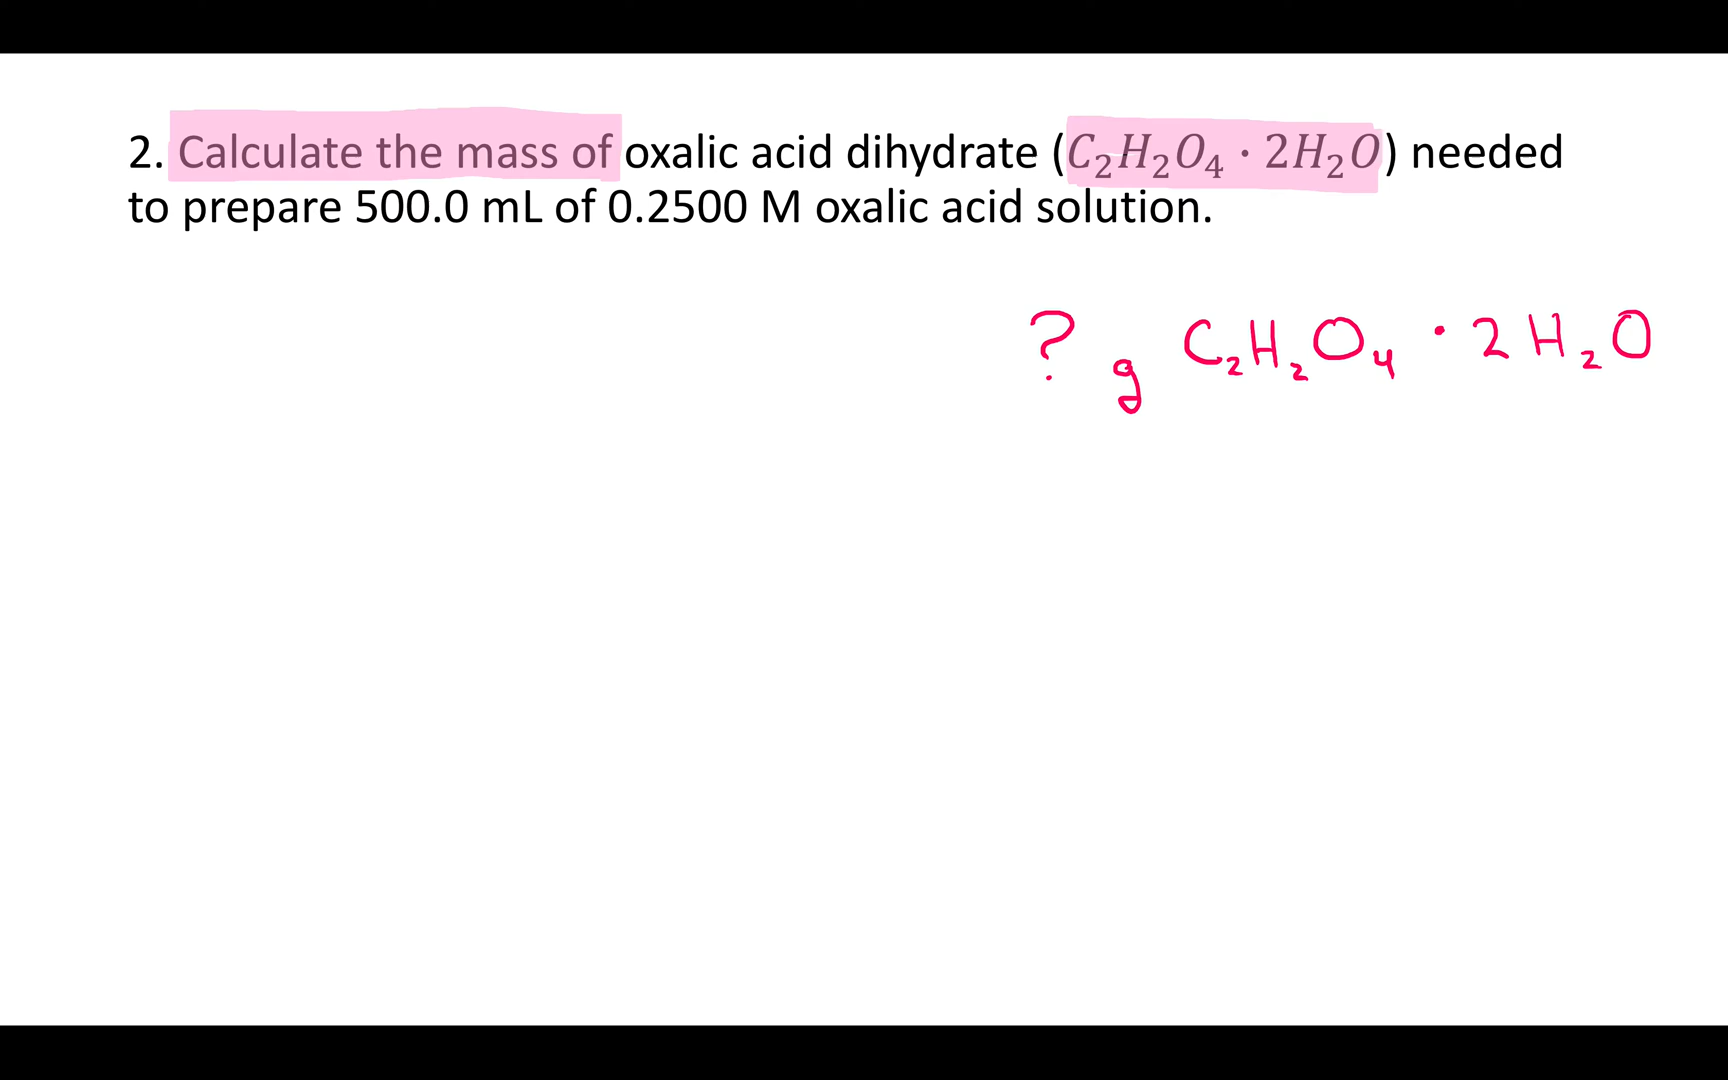 2. Calculate the mass of oxalic acid dihydrate (C₂H₂O₄ · 2H₂O) needed
to prepare 500.0 mL of 0.2500 M oxalic acid solution.
? g C₂H₂O₄ · 2H₂O